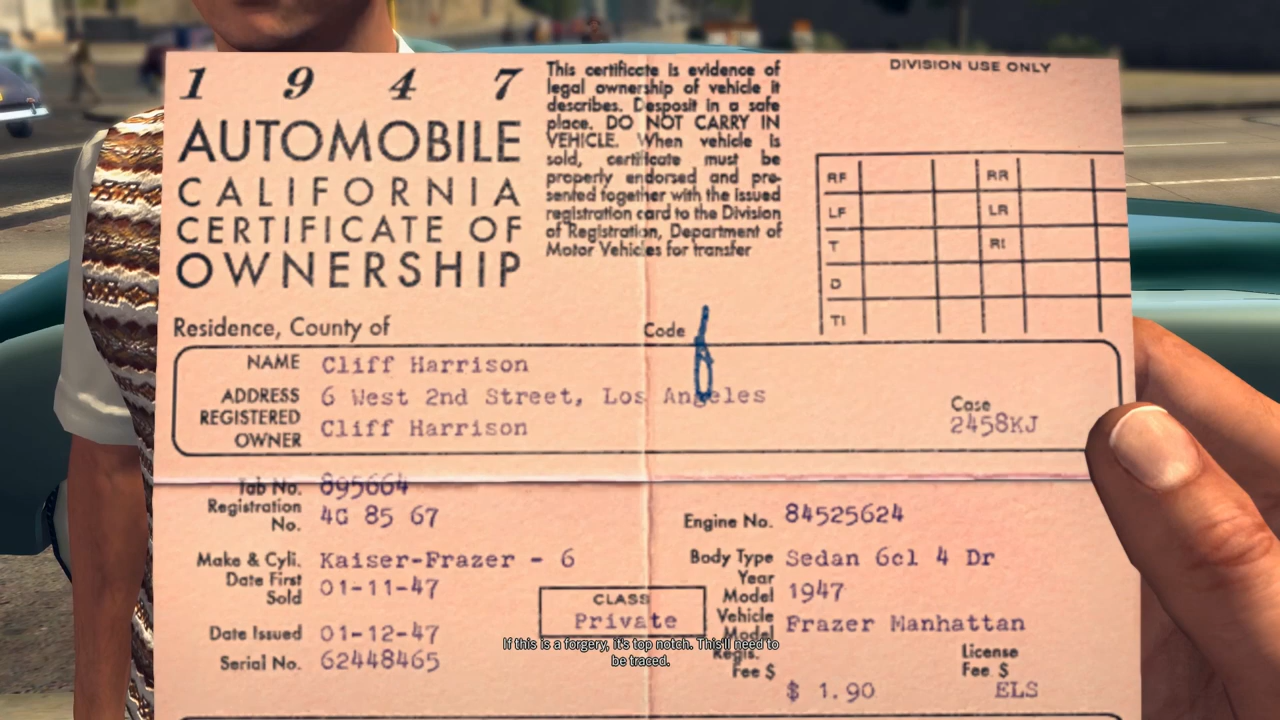 1 9 4 7
AUTOMOBILE
CALIFORNIA
CERTIFICATE OF
OWNERSHIP
This certificate is evidence of
legal ownership of vehicle it
describes. Desposit in a safe
place. DO NOT CARRY IN
VEHICLE. When vehicle is
sold, certificate must be
properly endorsed and pre-
sented together with the issued
registration card to the Division
of Registration, Department of
Motor Vehicles for transfer
DIVISION USE ONLY
RF RR
LF LR
T RI
D
TI
Residence, County of
Code 6
NAME Cliff Harrison
ADDRESS 6 West 2nd Street, Los Angeles
REGISTERED
OWNER Cliff Harrison
Case
2458KJ
Tab No. 895664
Registration
No. 4G 85 67
Make & Cyli. Kaiser-Frazer - 6
Date First
Sold 01-11-47
Date Issued 01-12-47
Serial No. 62448465
CLASS
Private
Engine No. 84525624
Body Type Sedan 6cl 4 Dr
Year
Model 1947
Vehicle
Model Frazer Manhattan
Regis.
Fee $ $ 1.90
License
Fee $
ELS
If this is a forgery, it's top notch. This'll need to
be traced.